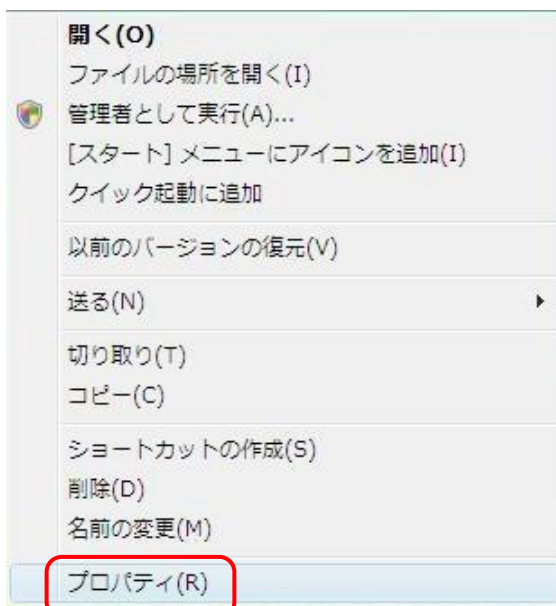 開く(O)
ファイルの場所を開く(I)
管理者として実行(A)...
[スタート] メニューにアイコンを追加(I)
クイック起動に追加
以前のバージョンの復元(V)
送る(N)
切り取り(T)
コピー(C)
ショートカットの作成(S)
削除(D)
名前の変更(M)
プロパティ(R)